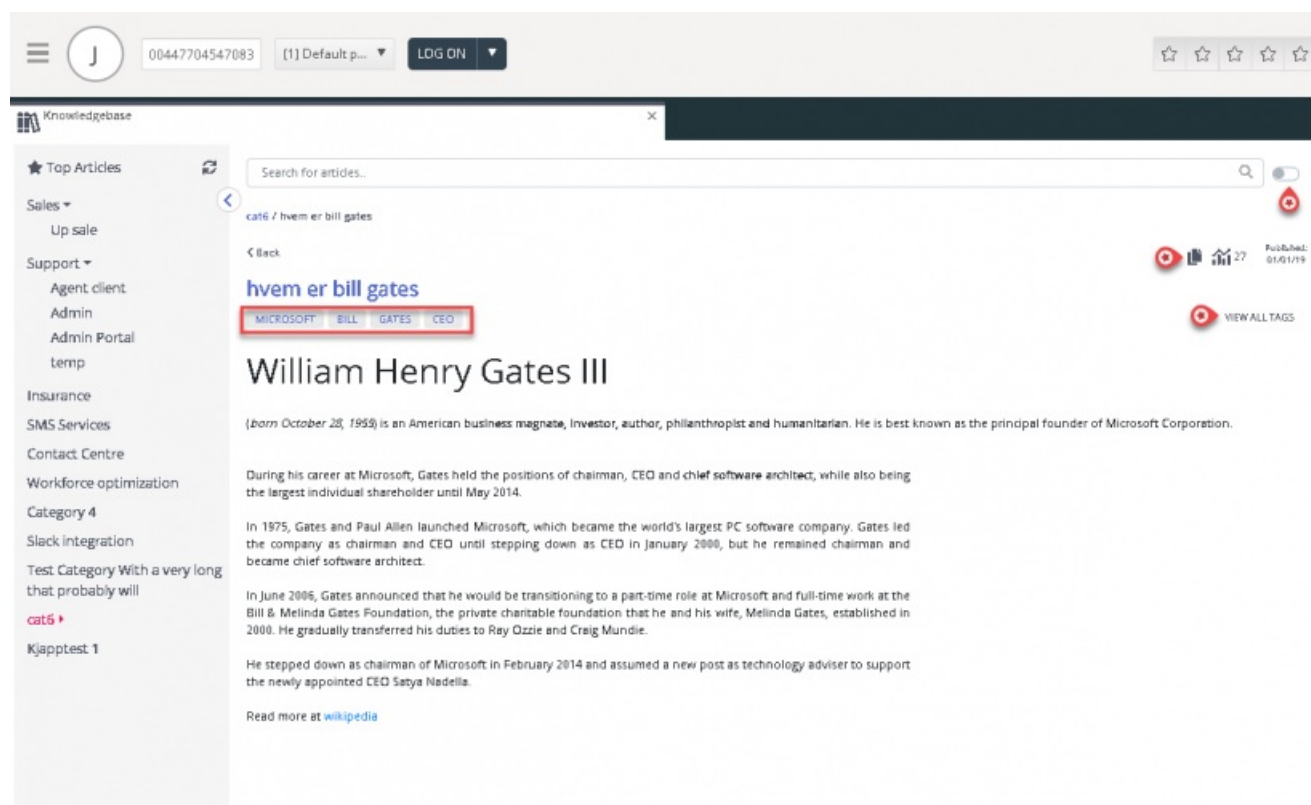 J
00447704547083
[1] Default p...
LOG ON
Knowledgebase
Top Articles
Sales
Up sale
Support
Agent client
Admin
Admin Portal
temp
Insurance
SMS Services
Contact Centre
Workforce optimization
Category 4
Slack integration
Test Category With a very long
that probably will
cat6
Kjapptest 1
Search for articles..
cat6 / hvem er bill gates
Back
27
Published:
01/01/19
hvem er bill gates
MICROSOFT BILL GATES CEO
VIEW ALL TAGS
William Henry Gates III
(born October 28, 1955) is an American business magnate, investor, author, philanthropist and humanitarian. He is best known as the principal founder of Microsoft Corporation.
During his career at Microsoft, Gates held the positions of chairman, CEO and chief software architect, while also being
the largest individual shareholder until May 2014.
In 1975, Gates and Paul Allen launched Microsoft, which became the world's largest PC software company. Gates led
the company as chairman and CEO until stepping down as CEO in January 2000, but he remained chairman and
became chief software architect.
In June 2006, Gates announced that he would be transitioning to a part-time role at Microsoft and full-time work at the
Bill & Melinda Gates Foundation, the private charitable foundation that he and his wife, Melinda Gates, established in
2000. He gradually transferred his duties to Ray Ozzie and Craig Mundie.
He stepped down as chairman of Microsoft in February 2014 and assumed a new post as technology adviser to support
the newly appointed CEO Satya Nadella.
Read more at wikipedia